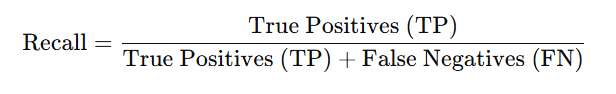 Recall = True Positives (TP) / True Positives (TP) + False Negatives (FN)